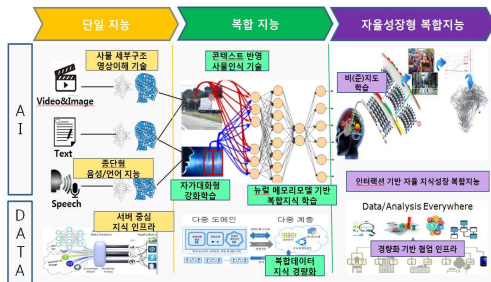 단일 지능
복합 지능
자율성장형 복합지능
AI
사물 세부구조
영상이해 기술
Video&Image
Text
종단형
음성/언어 지능
Speech
콘텍스트 반영
사물인식 기술
자가대화형
강화학습
뉴럴 메모리모델 기반
복합지식 학습
비(준)지도
학습
인터랙션 기반 자율 지식성장 복합지능
DATA
서버 중심
지식 인프라
다중 도메인
다중 계층
복합데이터
지식 경량화
Data/Analysis Everywhere
경량화 기반 협업 인프라